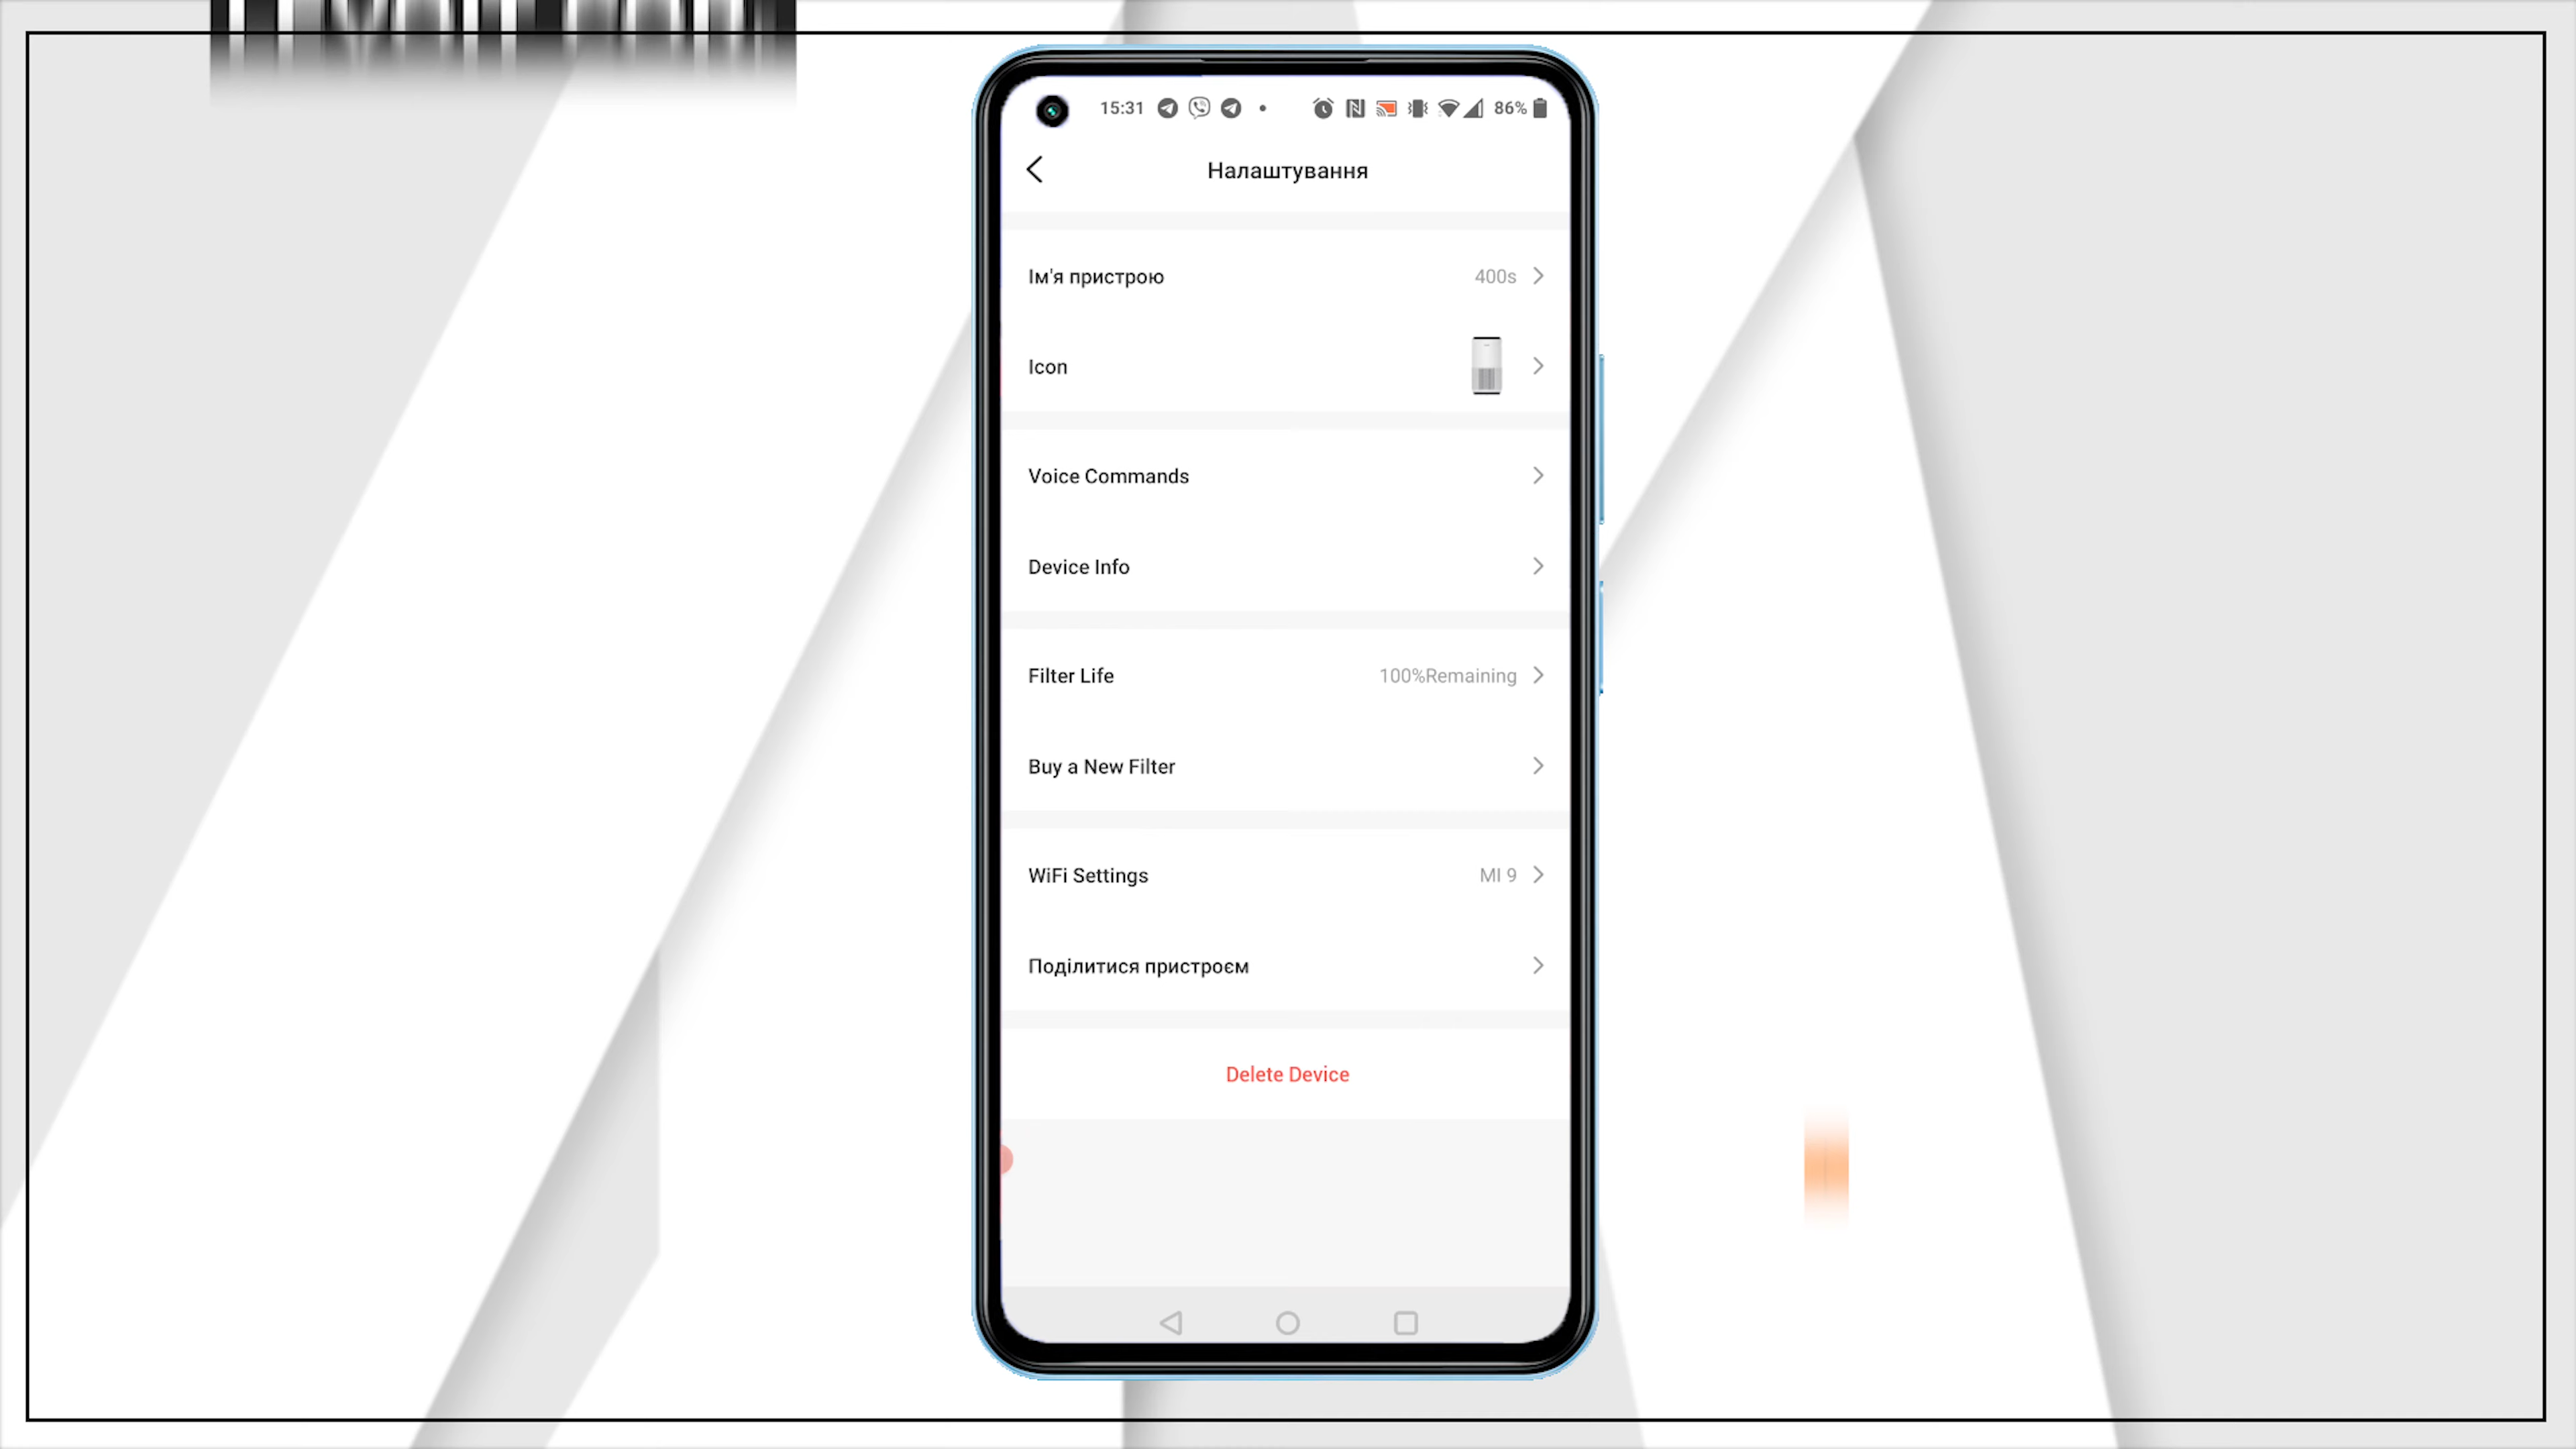 15:31
86%
Налаштування
Ім'я пристрою
400s
Icon
Voice Commands
Device Info
Filter Life
100%Remaining
Buy a New Filter
WiFi Settings
MI 9
Поділитися пристроєм
Delete Device